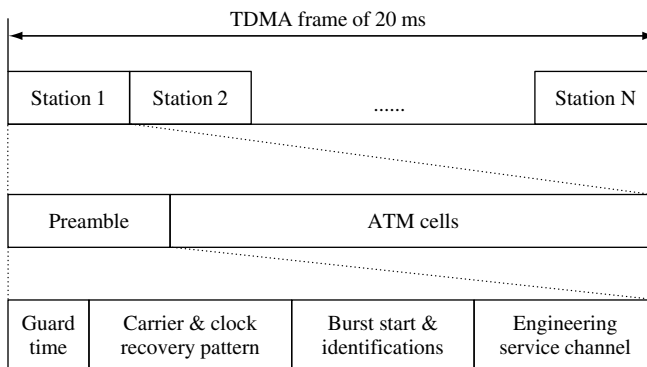 TDMA frame of 20 ms
Station 1
Station 2
......
Station N
Preamble
ATM cells
Guard
time
Carrier & clock
recovery pattern
Burst start &
identifications
Engineering
service channel